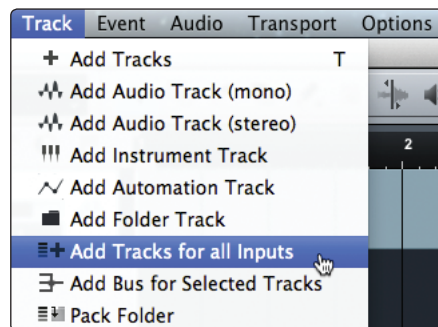 Track Event Audio Transport Options
Add Tracks T
Add Audio Track (mono)
Add Audio Track (stereo)
2
Add Instrument Track
Add Automation Track
Add Folder Track
Add Tracks for all Inputs
Add Bus for Selected Tracks
Pack Folder